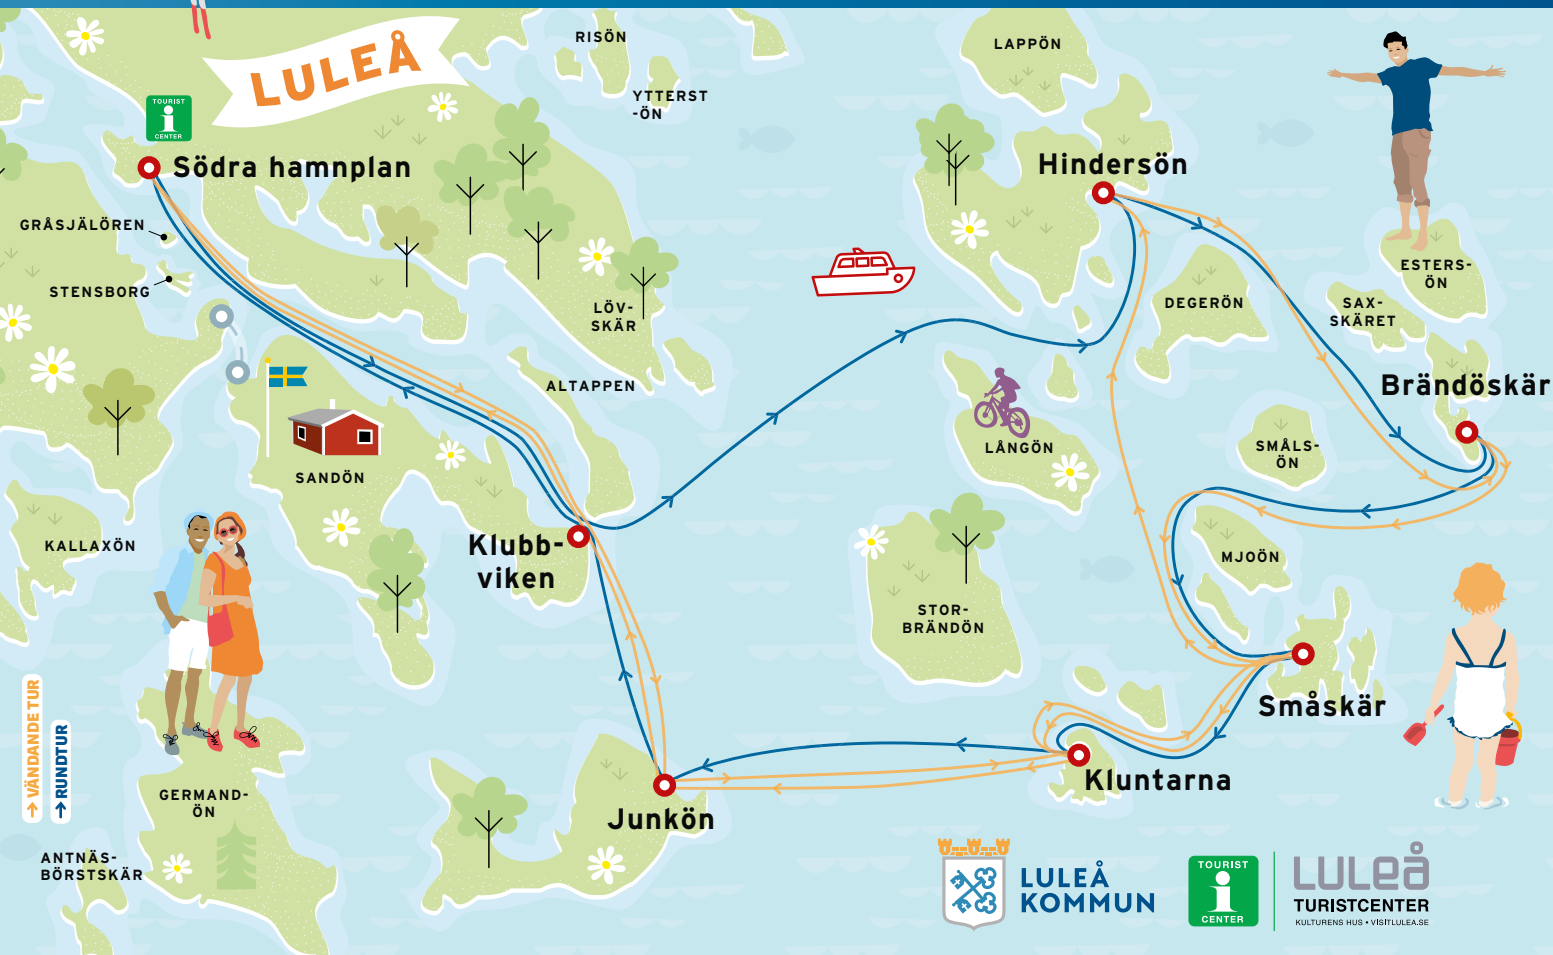 LULEÅ
TOURIST
CENTER
Södra hamnplan
GRÅSJÄLÖREN
STENSBORG
RISÖN
YTTERST
-ÖN
LAPPÖN
Hindersön
ESTERS-
ÖN
DEGERÖN
SAX-
SKÄRET
LÖV-
SKÄR
ALTAPPEN
Brändöskär
LÅNGÖN
SMÅLS-
ÖN
SANDÖN
KALLAXÖN
Klubb-
viken
MJOÖN
STOR-
BRÄNDÖN
Småskär
Kluntarna
Junkön
VÄNDANDE TUR
RUNDTUR
GERMAND-
ÖN
ANTNÄS-
BÖRSTSKÄR
LULEÅ
KOMMUN
TOURIST
CENTER
LULEÅ
TURISTCENTER
KULTURENS HUS • VISITLULEA.SE